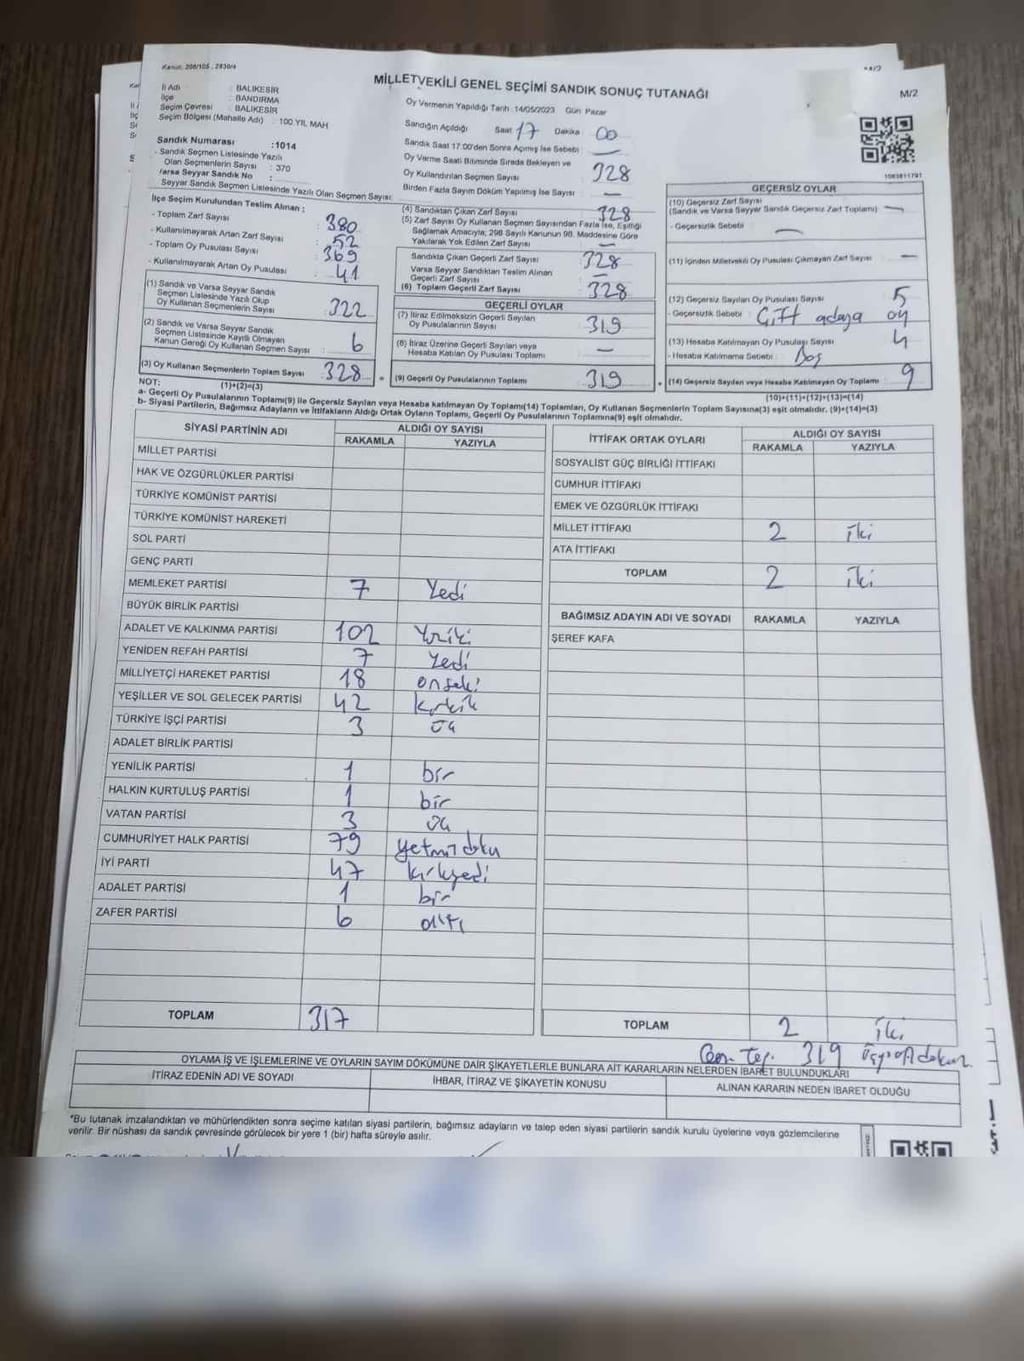 Kanun: 298/105 , 2839/4
MİLLETVEKİLİ GENEL SEÇİMİ SANDIK SONUÇ TUTANAĞI
M/2
İl Adı : BALIKESİR
İlçe : BANDIRMA
Seçim Çevresi : BALIKESİR
Seçim Bölgesi (Mahalle Adı) : 100 YIL MAH
Sandık Numarası :1014
- Sandık Seçmen Listesinde Yazılı
Olan Seçmenlerin Sayısı : 370
Varsa Seyyar Sandık No :
Seyyar Sandık Seçmen Listesinde Yazılı Olan Seçmen Sayısı:
Oy Vermenin Yapıldığı Tarih :14/05/2023 Gün Pazar
Sandığın Açıldığı Saat 17 Dakika 00
Sandık Saat 17:00'den Sonra Açımış İse Sebebi —
Oy Verme Saati Bitiminde Sırada Bekleyen ve
Oy Kullandırılan Seçmen Sayısı 328
Birden Fazla Sayım Döküm Yapılmış İse Sayısı —
İlçe Seçim Kurulundan Teslim Alınan ;
- Toplam Zarf Sayısı 380
- Kullanılmayarak Artan Zarf Sayısı 52
- Toplam Oy Pusulası Sayısı 369
- Kullanılmayarak Artan Oy Pusulası 41
(1) Sandık ve Varsa Seyyar Sandık
Seçmen Listesinde Yazılı Olup
Oy Kullanan Seçmenlerin Sayısı 322
(2) Sandık ve Varsa Seyyar Sandık
Seçmen Listesinde Kayıtlı Olmayan
Kanun Gereği Oy Kullanan Seçmen Sayısı 6
(3) Oy Kullanan Seçmenlerin Toplam Sayısı 328
(1)+(2)=(3)
(4) Sandıktan Çıkan Zarf Sayısı 328
(5) Zarf Sayısı Oy Kullanan Seçmen Sayısından Fazla İse, Eşitliği
Sağlamak Amacıyla, 298 Sayılı Kanunun 98. Maddesine Göre
Yakılarak Yok Edilen Zarf Sayısı —
Sandıkta Çıkan Geçerli Zarf Sayısı 328
Varsa Seyyar Sandıktan Teslim Alınan
Geçerli Zarf Sayısı —
(6) Toplam Geçerli Zarf Sayısı 328
GEÇERLİ OYLAR
(7) İtiraz Edilmeksizin Geçerli Sayılan
Oy Pusulalarının Sayısı 319
(8) İtiraz Üzerine Geçerli Sayılan veya
Hesaba Katılan Oy Pusulası Toplamı —
(9) Geçerli Oy Pusulalarının Toplamı 319
1083811791
GEÇERSİZ OYLAR
(10) Geçersiz Zarf Sayısı
(Sandık ve Varsa Seyyar Sandık Geçersiz Zarf Toplamı) —
- Geçersizlik Sebebi —
(11) İçinden Milletvekili Oy Pusulası Çıkmayan Zarf Sayısı —
(12) Geçersiz Sayılan Oy Pusulası Sayısı 5
- Geçersizlik Sebebi : Çift adaya oy
(13) Hesaba Katılmayan Oy Pusulası Sayısı 4
- Hesaba Katılmama Sebebi : Boş
(14) Geçersiz Sayılan veya Hesaba Katılmayan Oy Toplamı 9
(10)+(11)+(12)+(13)=(14)
NOT:
a- Geçerli Oy Pusulası Toplamları(9) ile Geçersiz Sayılan veya Hesaba Katılmayan Oy Toplamı(14) Toplamları, Oy Kullanan Seçmenlerin Toplam Sayısına(3) eşit olmalıdır. (9)+(14)=(3)
b- Siyasi Partilerin, Bağımsız Adayların ve İttifakların Aldığı Ortak Oyların Toplamı, Geçerli Oy Pusulalarının Toplamına(9) eşit olmalıdır.
SİYASİ PARTİNİN ADI ALDIĞI OY SAYISI
RAKAMLA YAZIYLA
MİLLET PARTİSİ
HAK VE ÖZGÜRLÜKLER PARTİSİ
TÜRKİYE KOMÜNİST PARTİSİ
TÜRKİYE KOMÜNİST HAREKETİ
SOL PARTİ
GENÇ PARTİ
MEMLEKET PARTİSİ 7 Yedi
BÜYÜK BİRLİK PARTİSİ
ADALET VE KALKINMA PARTİSİ 102 Yüziki
YENİDEN REFAH PARTİSİ 7 Yedi
MİLLİYETÇİ HAREKET PARTİSİ 18 onseki
YEŞİLLER VE SOL GELECEK PARTİSİ 42
TÜRKİYE İŞÇİ PARTİSİ 3 üç
ADALET BİRLİK PARTİSİ
YENİLİK PARTİSİ 1 bir
HALKIN KURTULUŞ PARTİSİ 1 bir
VATAN PARTİSİ 3 üç
CUMHURİYET HALK PARTİSİ 79
İYİ PARTİ 47 kırkyedi
ADALET PARTİSİ 1 bir
ZAFER PARTİSİ 6 altı
TOPLAM 317
İTTİFAK ORTAK OYLARI ALDIĞI OY SAYISI
RAKAMLA YAZIYLA
SOSYALİST GÜÇ BİRLİĞİ İTTİFAKI
CUMHUR İTTİFAKI
EMEK VE ÖZGÜRLÜK İTTİFAKI
MİLLET İTTİFAKI 2 iki
ATA İTTİFAKI
TOPLAM 2 iki
BAĞIMSIZ ADAYIN ADI VE SOYADI RAKAMLA YAZIYLA
ŞEREF KAFA
TOPLAM 2 iki
Gen. Top. 319
OYLAMA İŞ VE İŞLEMLERİNE VE OYLARIN SAYIM DÖKÜMÜNE DAİR ŞİKAYETLERLE BUNLARA AİT KARARLARIN NELERDEN İBARET BULUNDUKLARI
İTİRAZ EDENİN ADI VE SOYADI İHBAR, İTİRAZ VE ŞİKAYETİN KONUSU ALINAN KARARIN NEDEN İBARET OLDUĞU
"Bu tutanak imzalandıktan ve mühürlendikten sonra seçime katılan siyasi partilerin, bağımsız adayların ve talep eden siyasi partilerin sandık kurulu üyelerine veya gözlemcilerine
verilir. Bir nüshası da sandık çevresinde görülecek bir yere 1 (bir) hafta süreyle asılır.